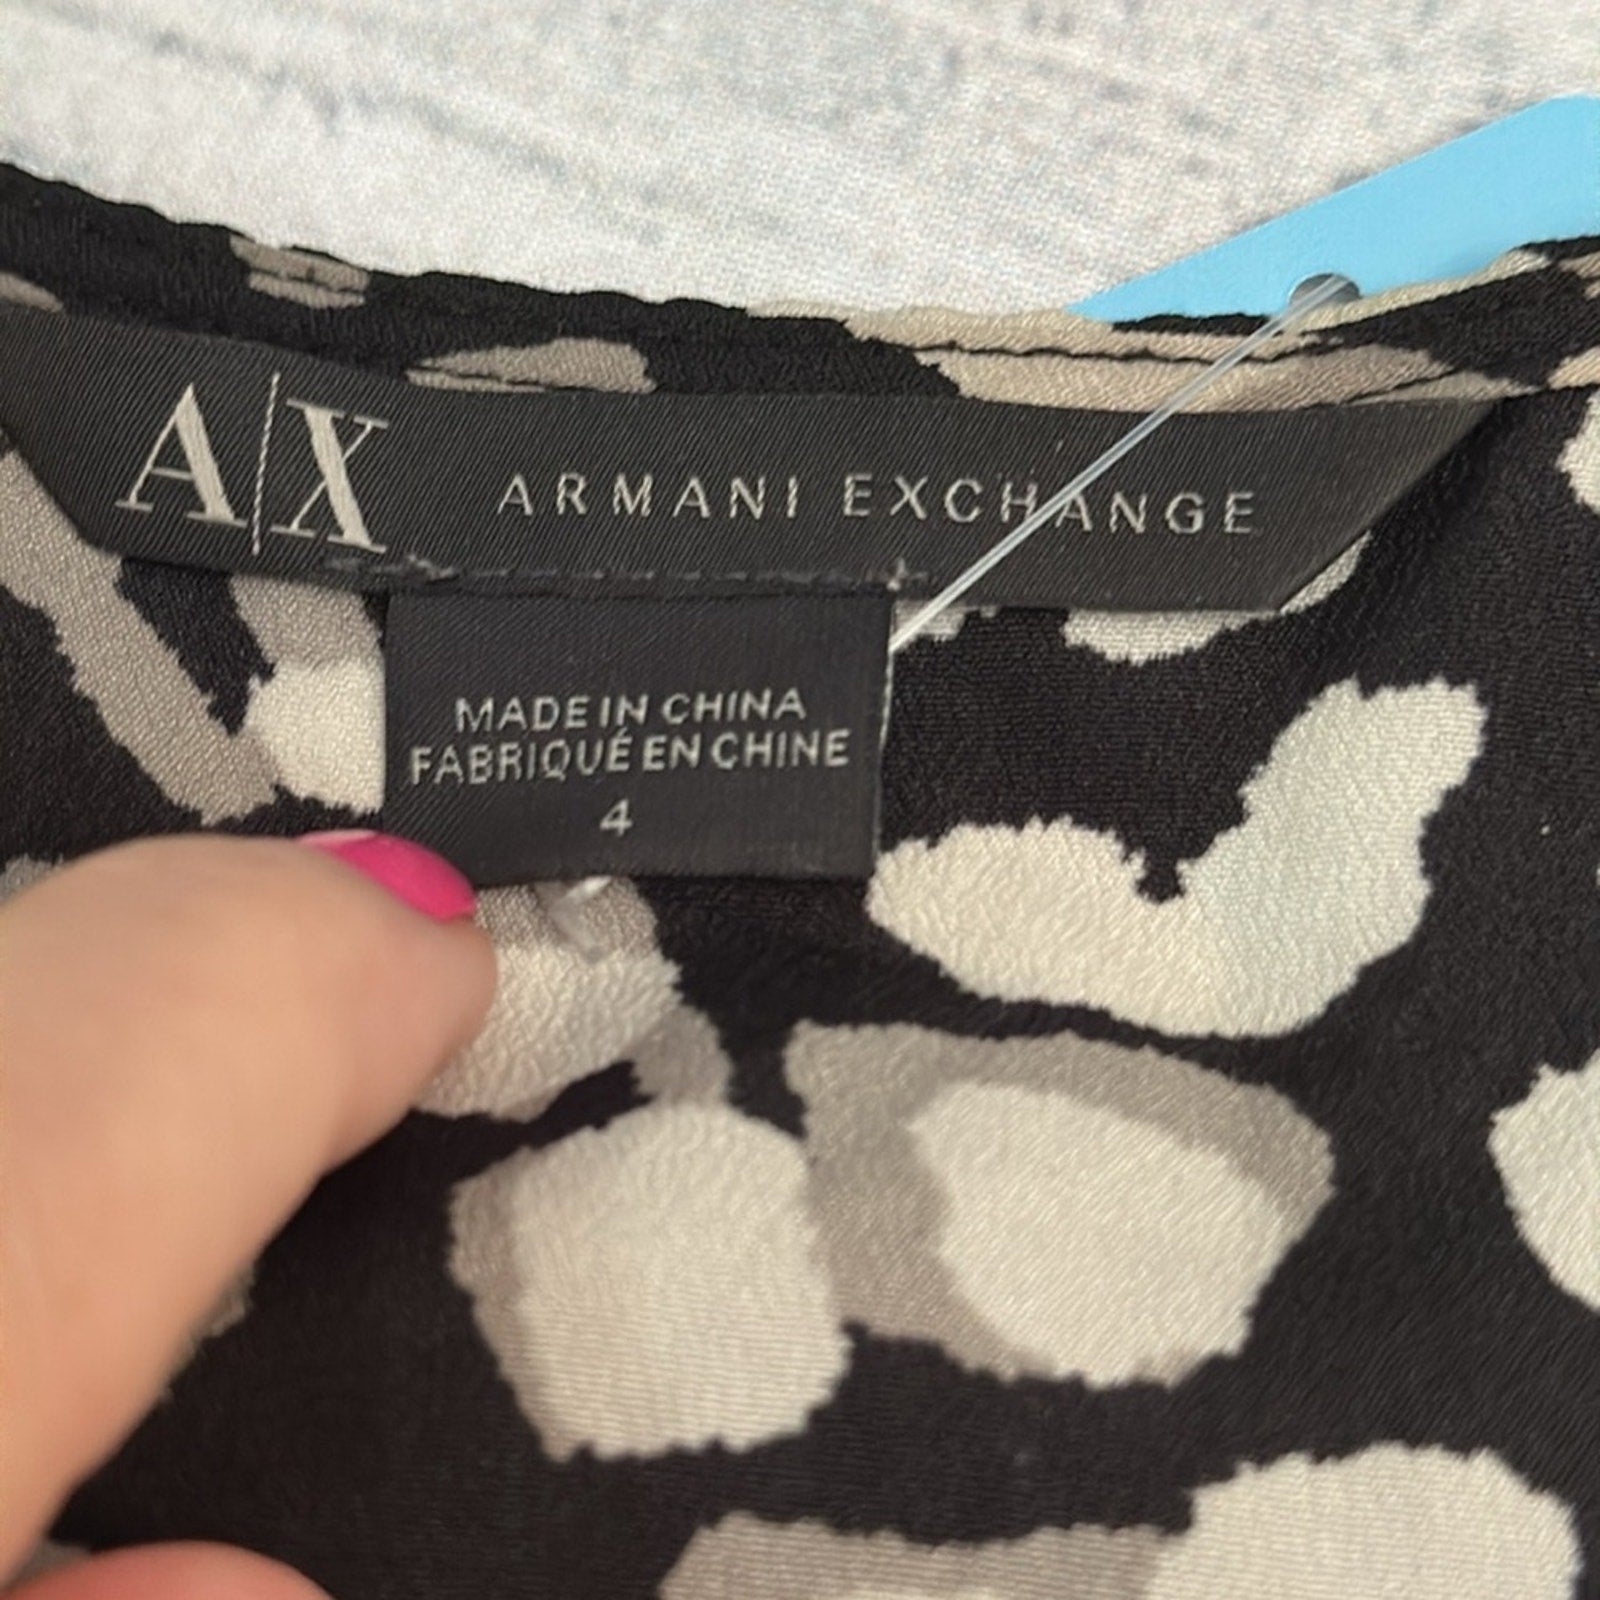 A|X ARMANI EXCHANGE
MADE IN CHINA
FABRIQUÉ EN CHINE
4